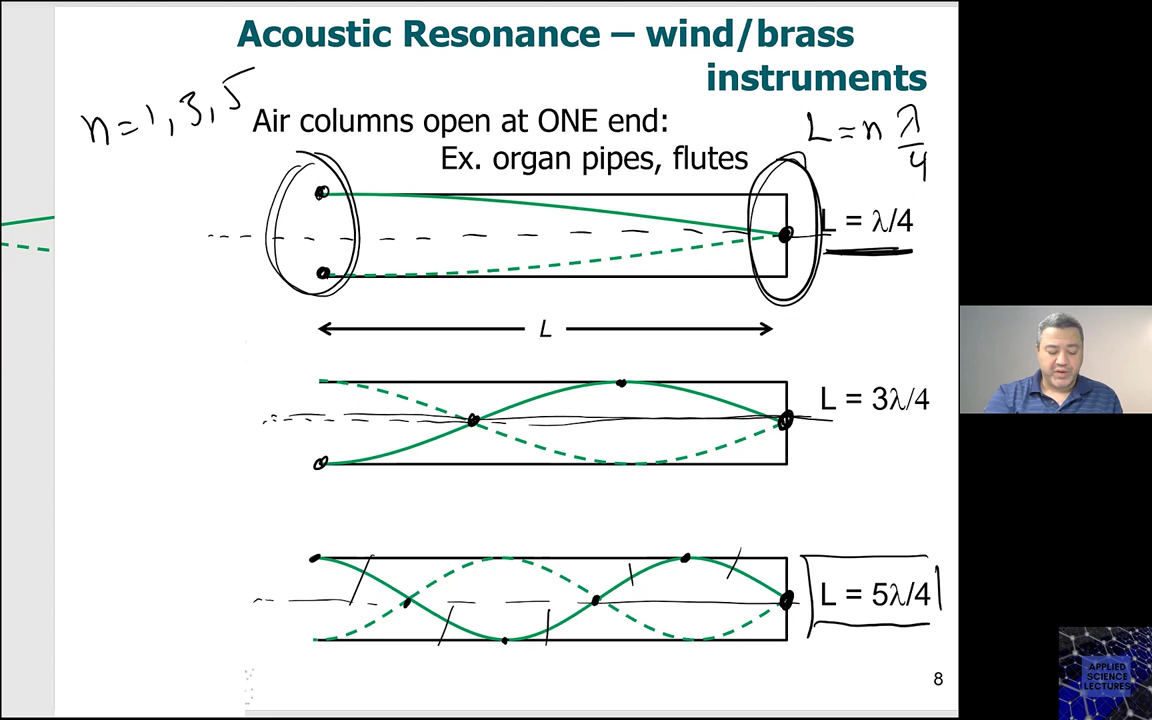 Acoustic Resonance – wind/brass
instruments
n=1,3,5
Air columns open at ONE end:
Ex. organ pipes, flutes
L = n λ/4
L = λ/4
L
L = 3λ/4
L = 5λ/4
8
APPLIED
SCIENCE
LECTURES